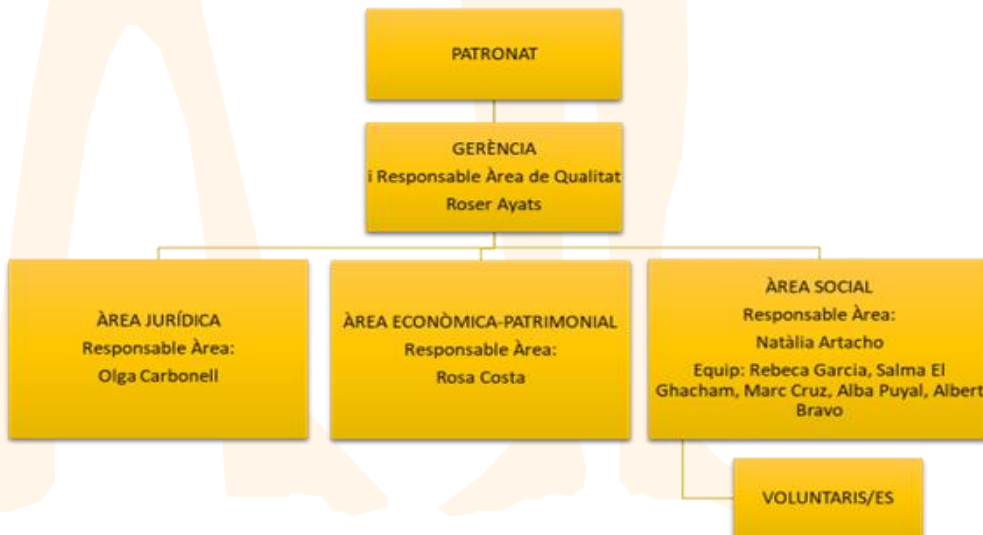 PATRONAT
GERÈNCIA
i Responsable Àrea de Qualitat
Roser Ayats
ÀREA JURÍDICA
Responsable Àrea:
Olga Carbonell
ÀREA ECONÒMICA-PATRIMONIAL
Responsable Àrea:
Rosa Costa
ÀREA SOCIAL
Responsable Àrea:
Natàlia Artacho
Equip: Rebeca Garcia, Salma El
Ghacham, Marc Cruz, Alba Puyal, Albert
Bravo
VOLUNTARIS/ES